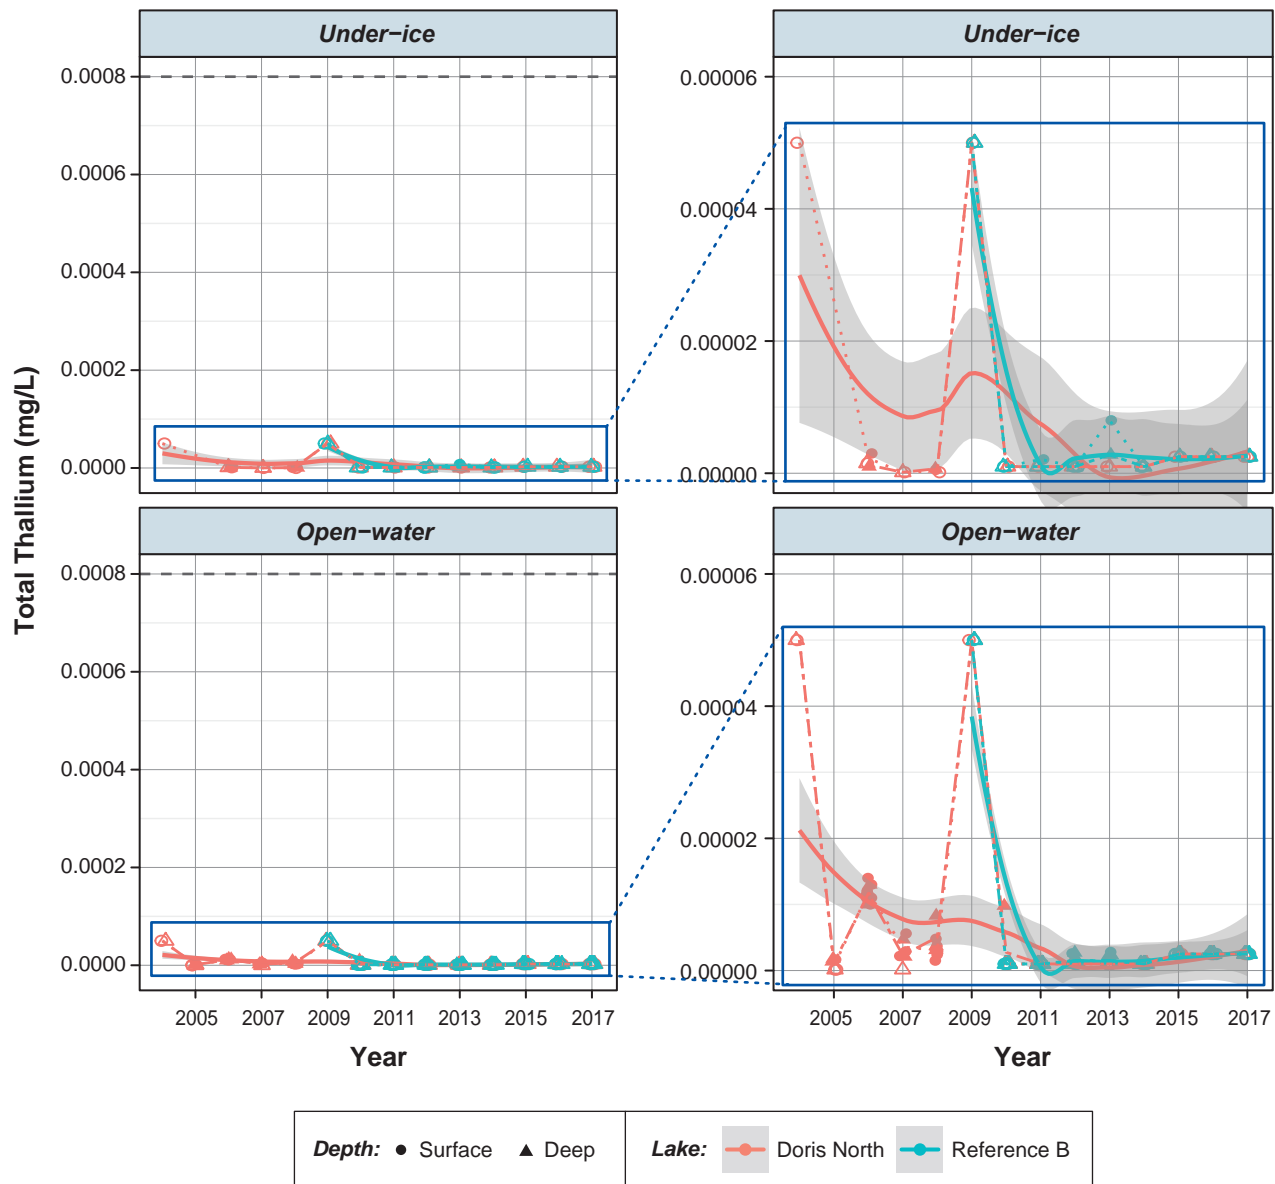 Under−ice
Under−ice
0.0008
0.0006
0.0004
0.0002
0.0000
0.00006
0.00004
0.00002
0.00000
Total Thallium (mg/L)
Open−water
Open−water
0.0008
0.0006
0.0004
0.0002
0.0000
0.00006
0.00004
0.00002
0.00000
2005 2007 2009 2011 2013 2015 2017
2005 2007 2009 2011 2013 2015 2017
Year
Year
Depth: Surface Deep Lake: Doris North Reference B